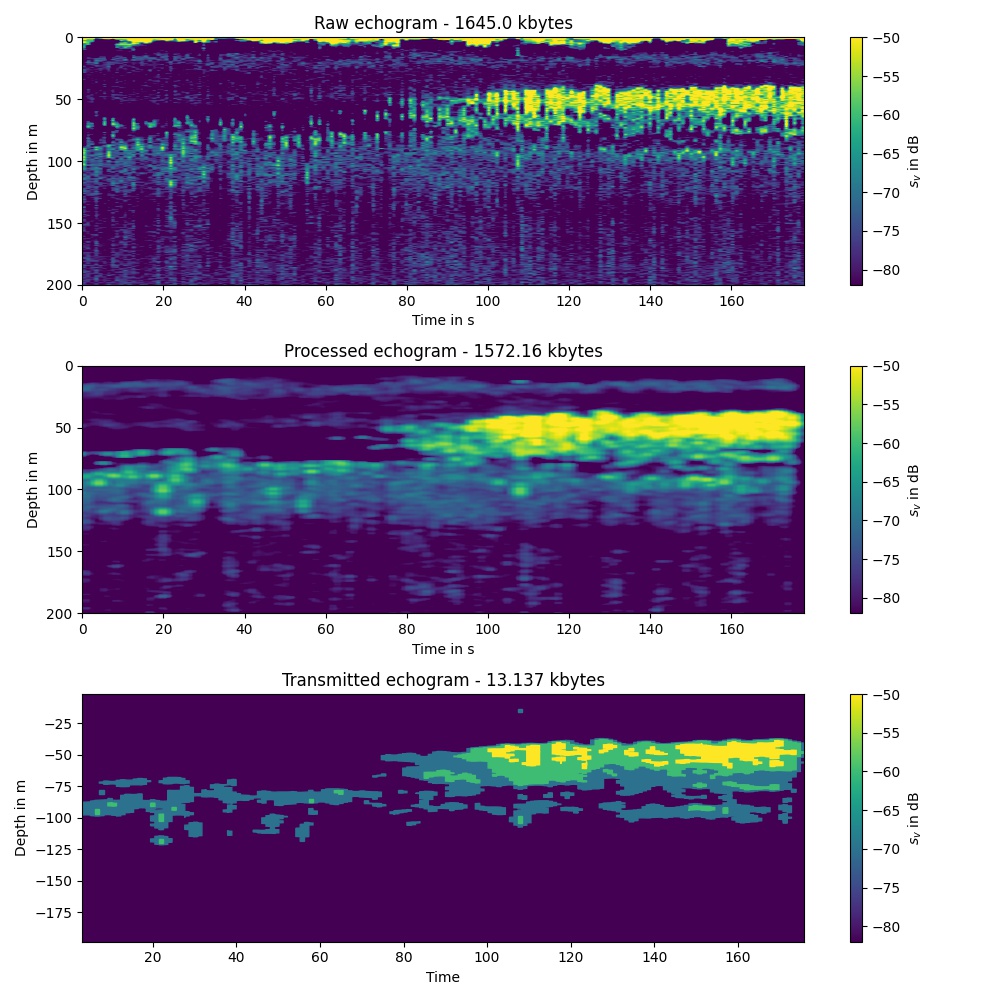 Raw echogram - 1645.0 kbytes
0
50
100
150
200
Depth in m
0 20 40 60 80 100 120 140 160
Time in s
−50
−55
−60
−65
−70
−75
−80
s_v in dB
Processed echogram - 1572.16 kbytes
0
50
100
150
200
Depth in m
0 20 40 60 80 100 120 140 160
Time in s
−50
−55
−60
−65
−70
−75
−80
s_v in dB
Transmitted echogram - 13.137 kbytes
−25
−50
−75
−100
−125
−150
−175
Depth in m
20 40 60 80 100 120 140 160
Time
−50
−55
−60
−65
−70
−75
−80
s_v in dB